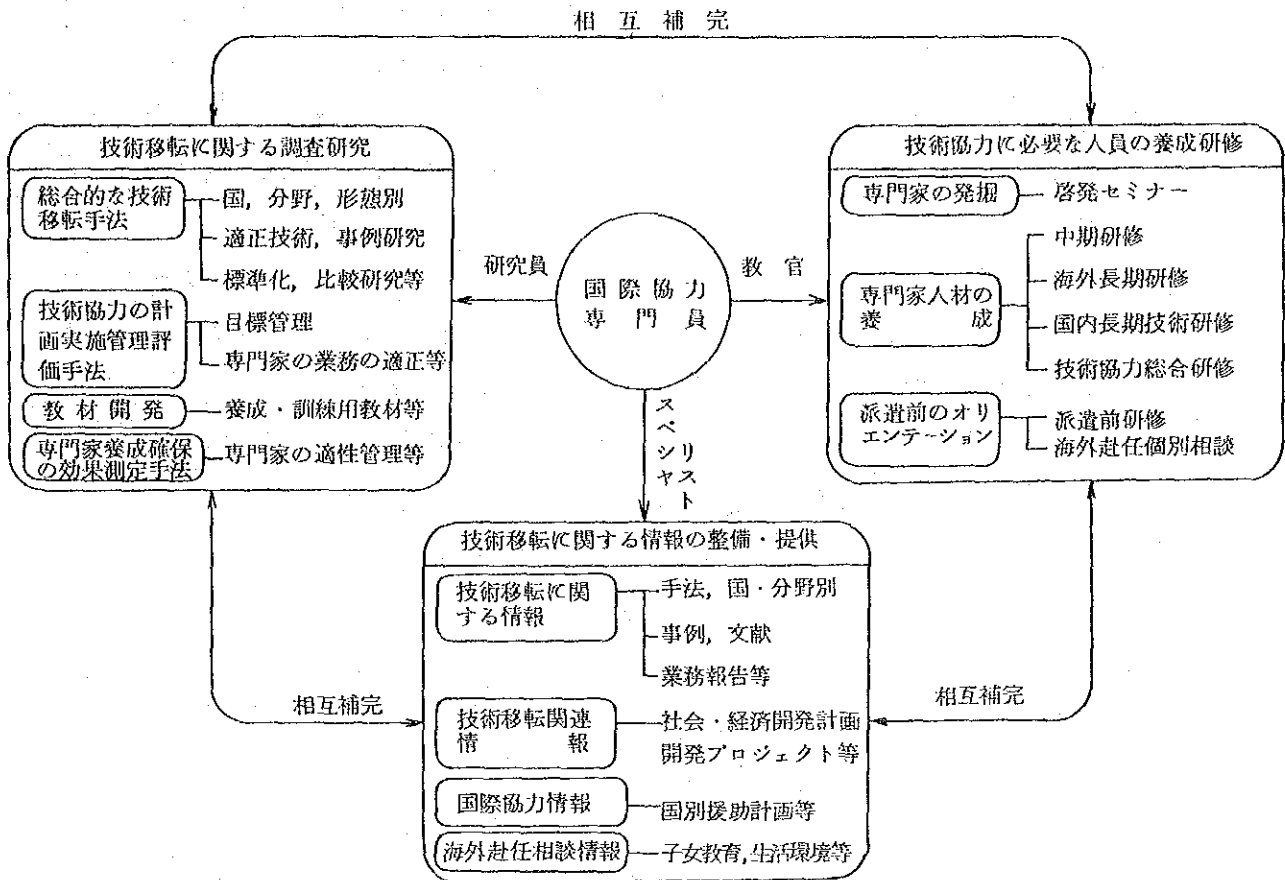 相互補完
技術移転に関する調査研究
総合的な技術
移転手法
国，分野，形態別
適正技術，事例研究
標準化，比較研究等
技術協力の計
画実施管理評
価手法
目標管理
専門家の業務の適正等
教材開発
養成・訓練用教材等
専門家養成確保
の効果測定手法
専門家の適性管理等
研究員
国際協力
専門員
教官
スペシャリスト
技術協力に必要な人員の養成研修
専門家の発掘
啓発セミナー
専門家人材の
養成
中期研修
海外長期研修
国内長期技術研修
技術協力総合研修
派遣前のオリ
エンテーション
派遣前研修
海外赴任個別相談
相互補完
相互補完
技術移転に関する情報の整備・提供
技術移転に関
する情報
手法，国・分野別
事例，文献
業務報告等
技術移転関連
情報
社会・経済開発計画
開発プロジェクト等
国際協力情報
国別援助計画等
海外赴任相談情報
子女教育，生活環境等